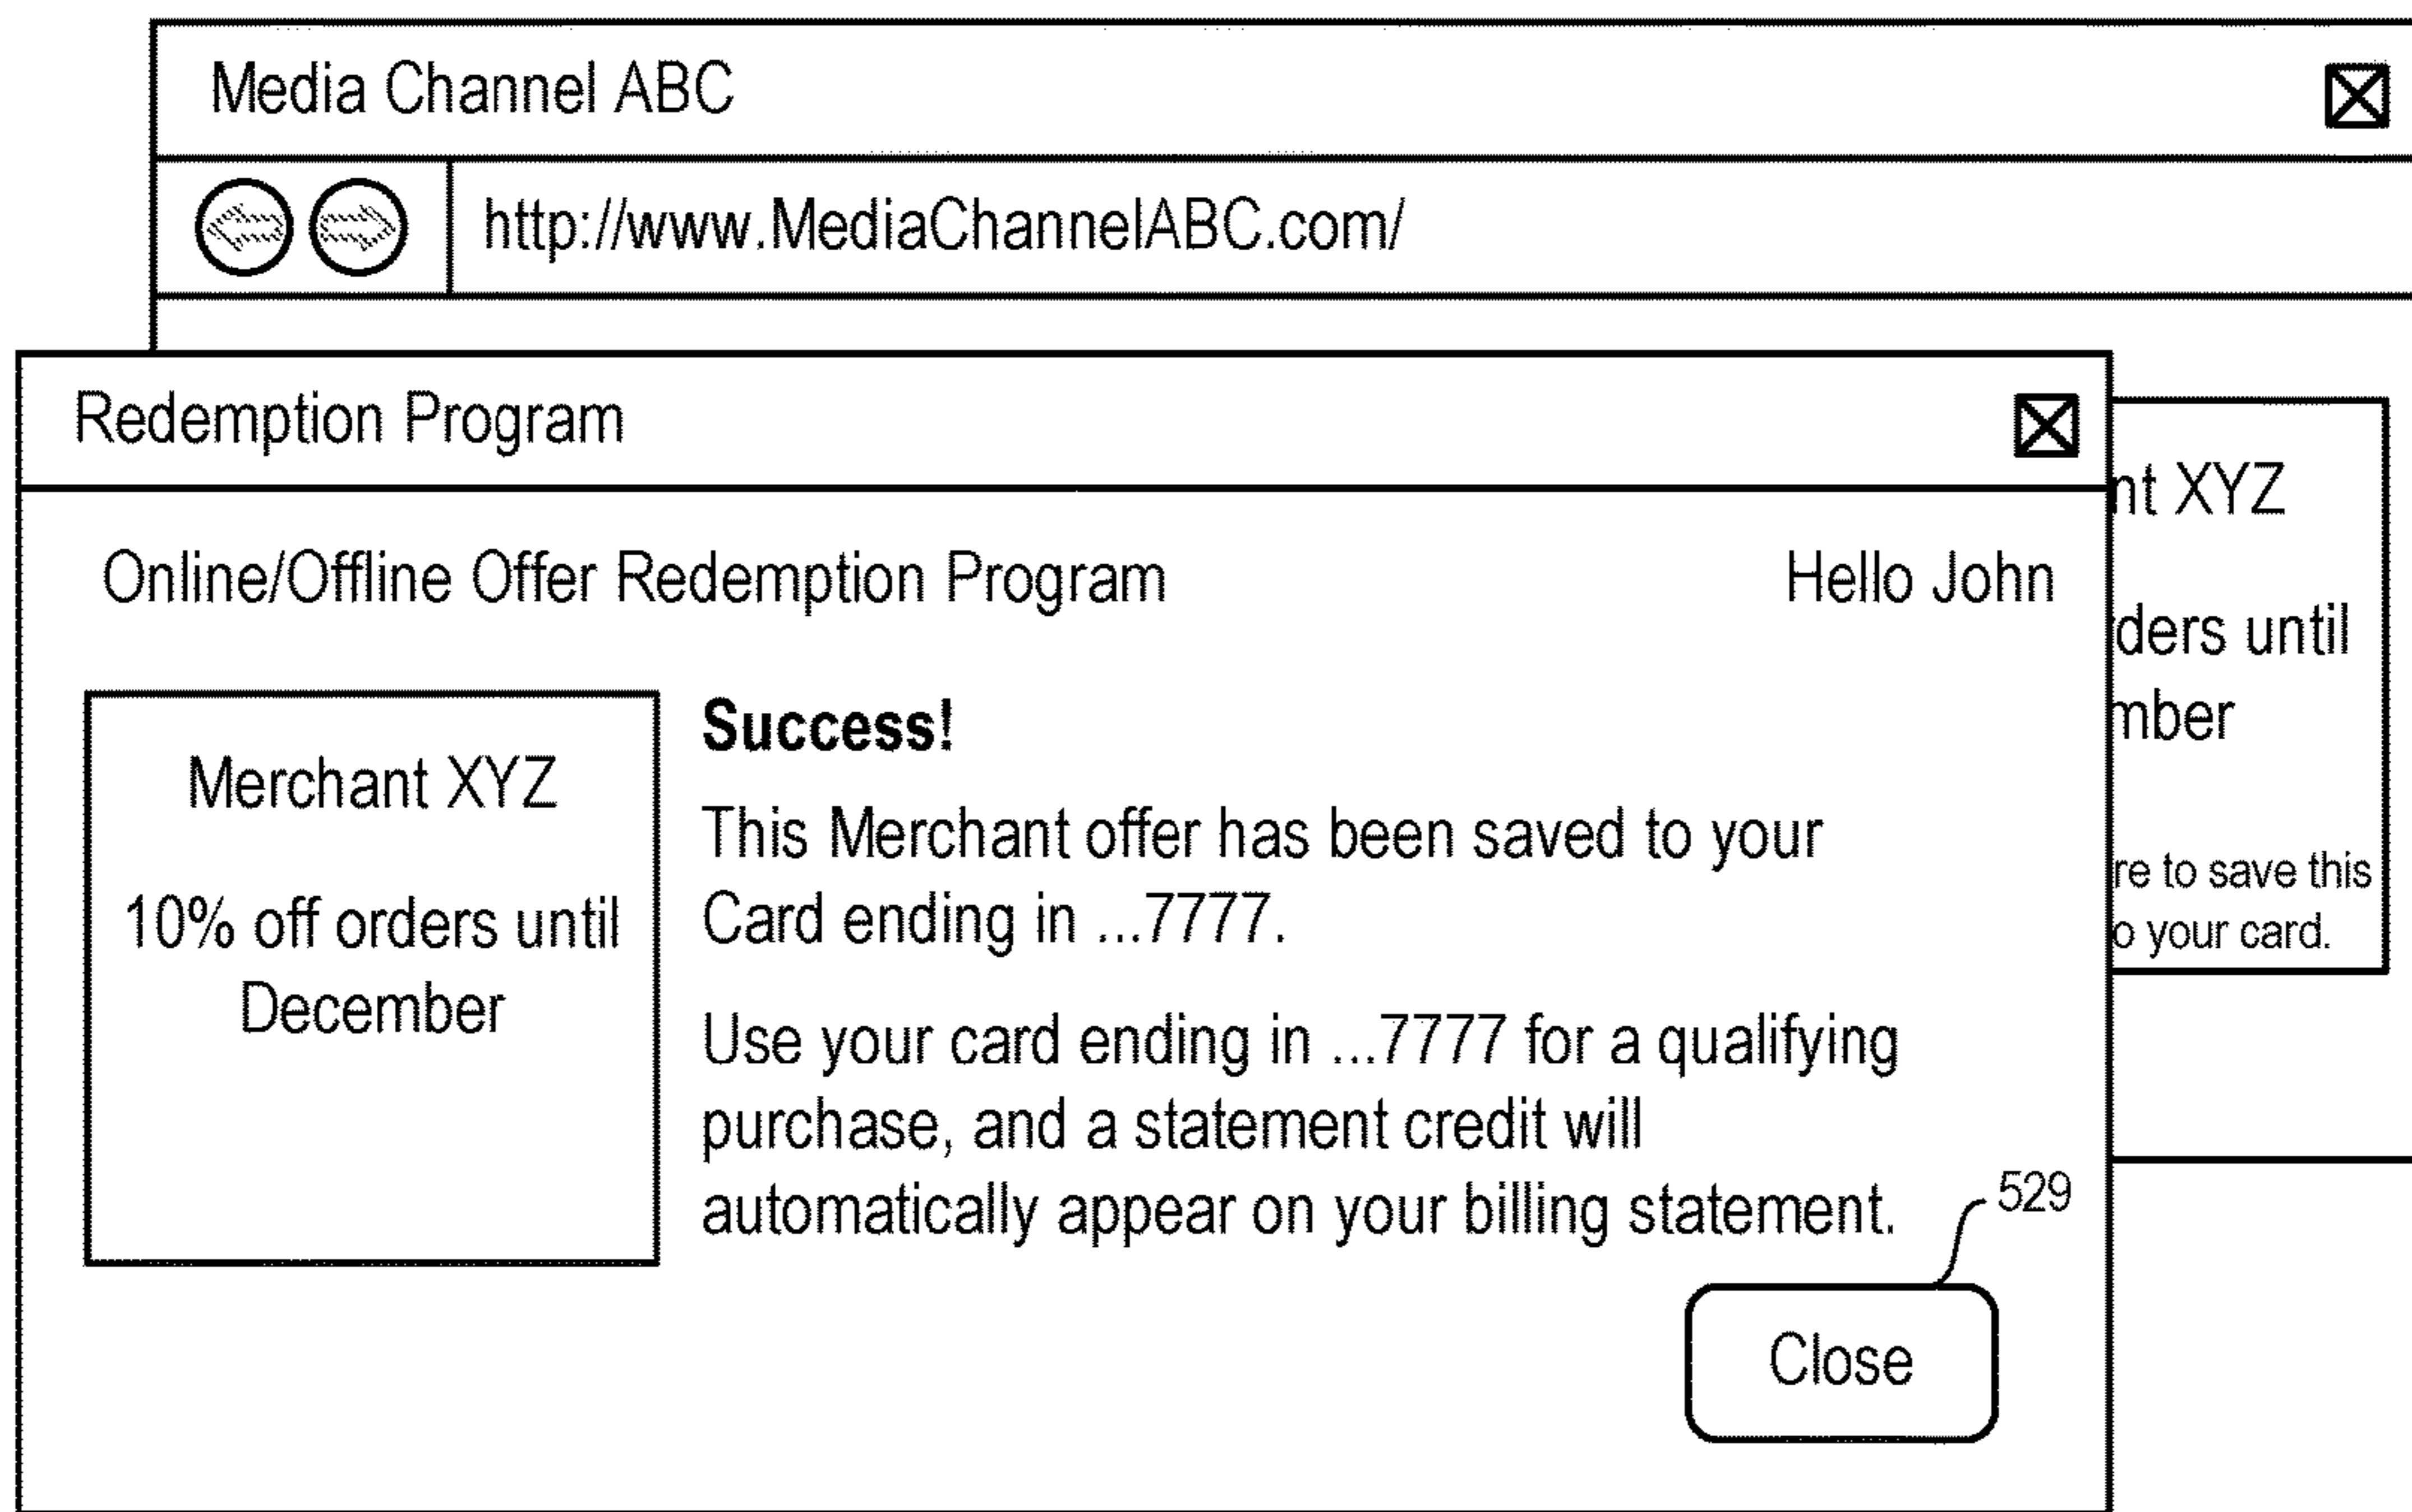 Media Channel ABC
http://www.MediaChannelABC.com/
Redemption Program
Online/Offline Offer Redemption Program
Hello John
Merchant XYZ
10% off orders until
December
Success!
This Merchant offer has been saved to your
Card ending in ...7777.
Use your card ending in ...7777 for a qualifying
purchase, and a statement credit will
automatically appear on your billing statement.
529
Close
nt XYZ
ders until
mber
re to save this
o your card.